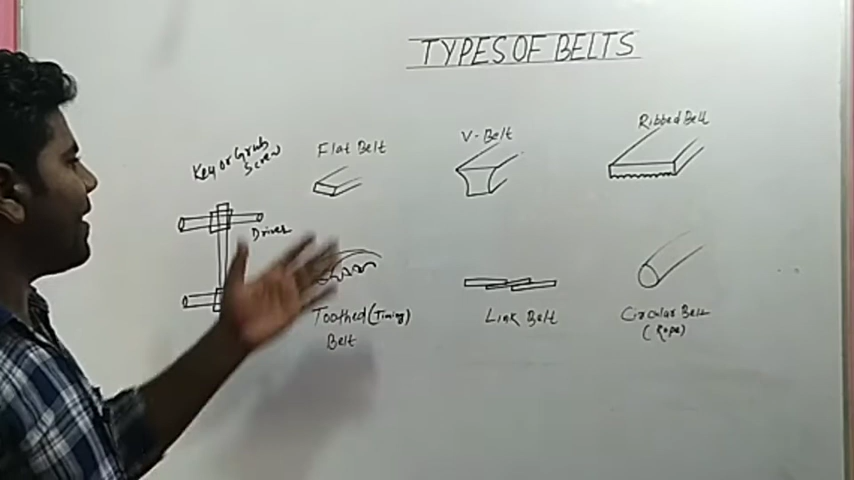 TYPES OF BELTS
Key or Grub
Screw
Flat Belt
V-Belt
Ribbed Belt
Driver
Toothed (Timing)
Belt
Link Belt
Circular Belt
(Rope)